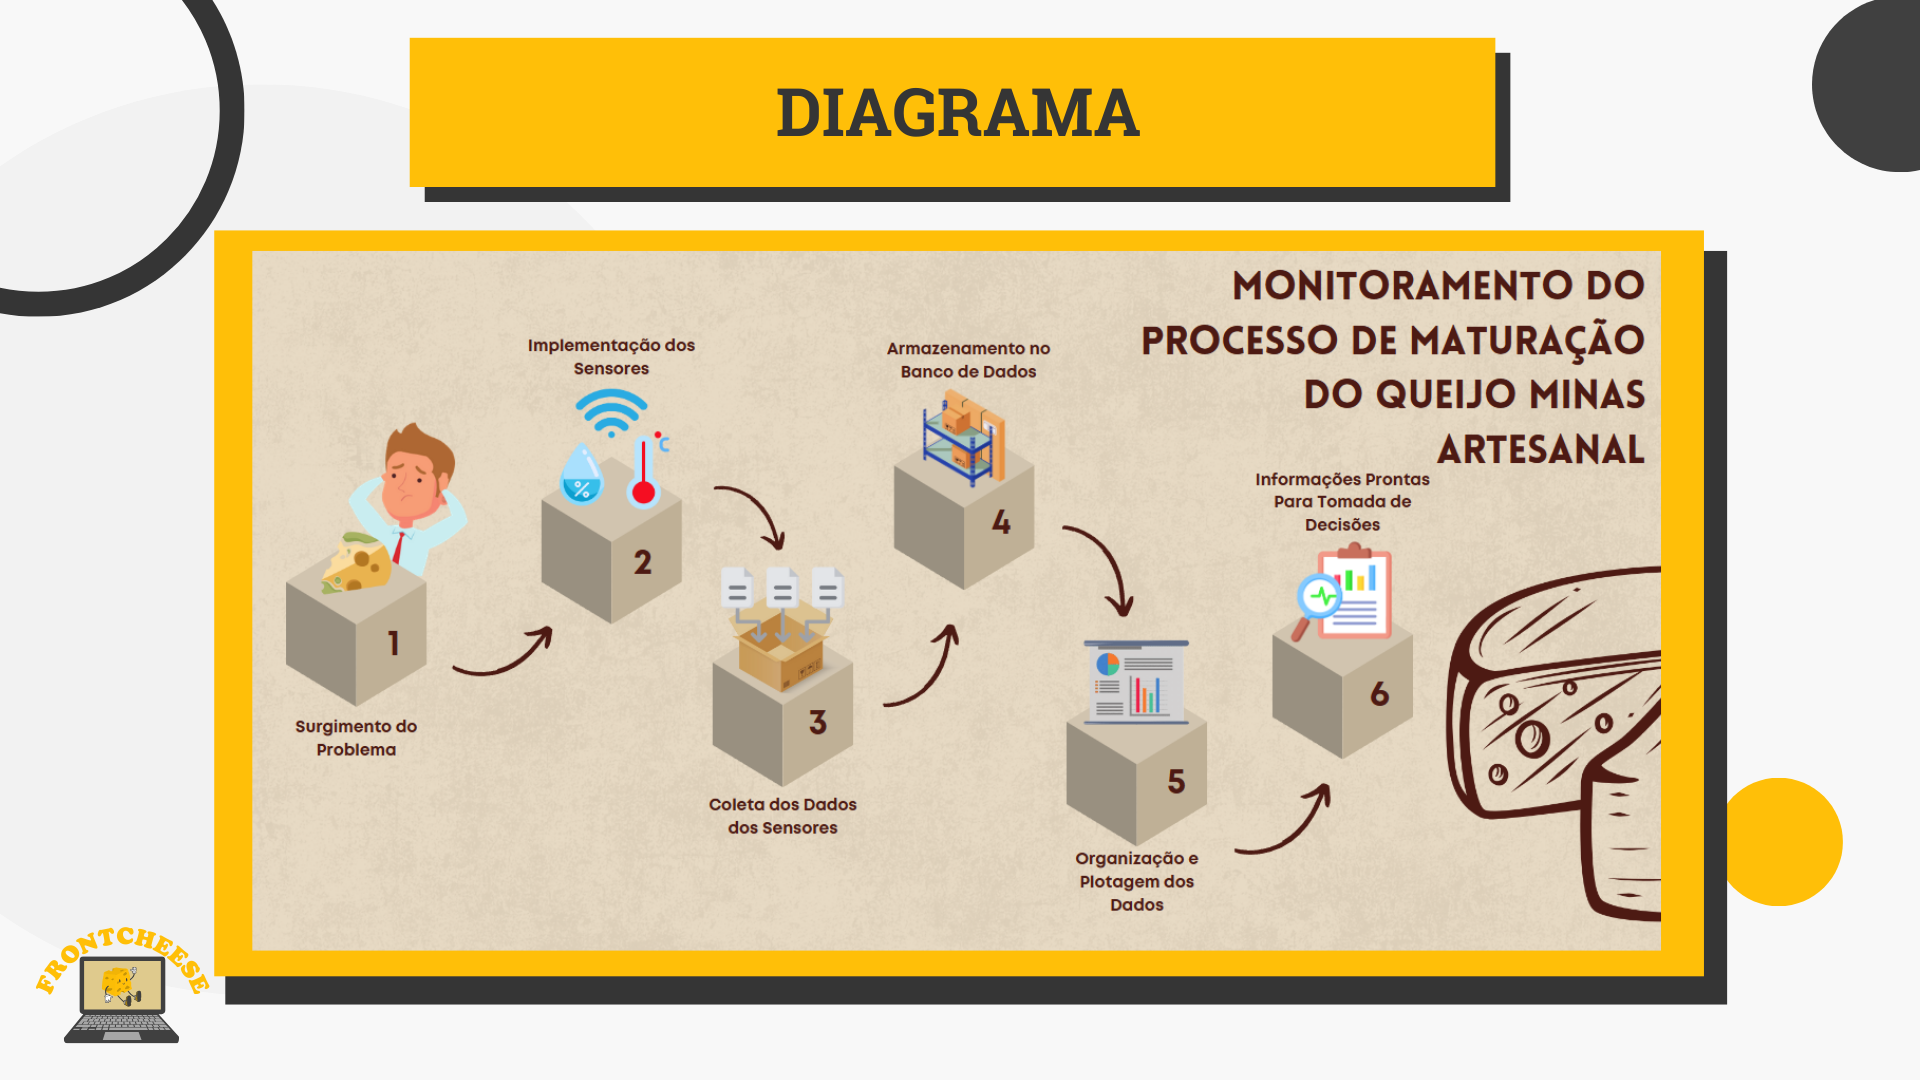 DIAGRAMA
MONITORAMENTO DO
PROCESSO DE MATURAÇÃO
DO QUEIJO MINAS
ARTESANAL
1
Surgimento do
Problema
Implementação dos
Sensores
%
°C
2
3
Coleta dos Dados
dos Sensores
Armazenamento no
Banco de Dados
4
5
Organização e
Plotagem dos
Dados
Informações Prontas
Para Tomada de
Decisões
6
FRONTCHEESE